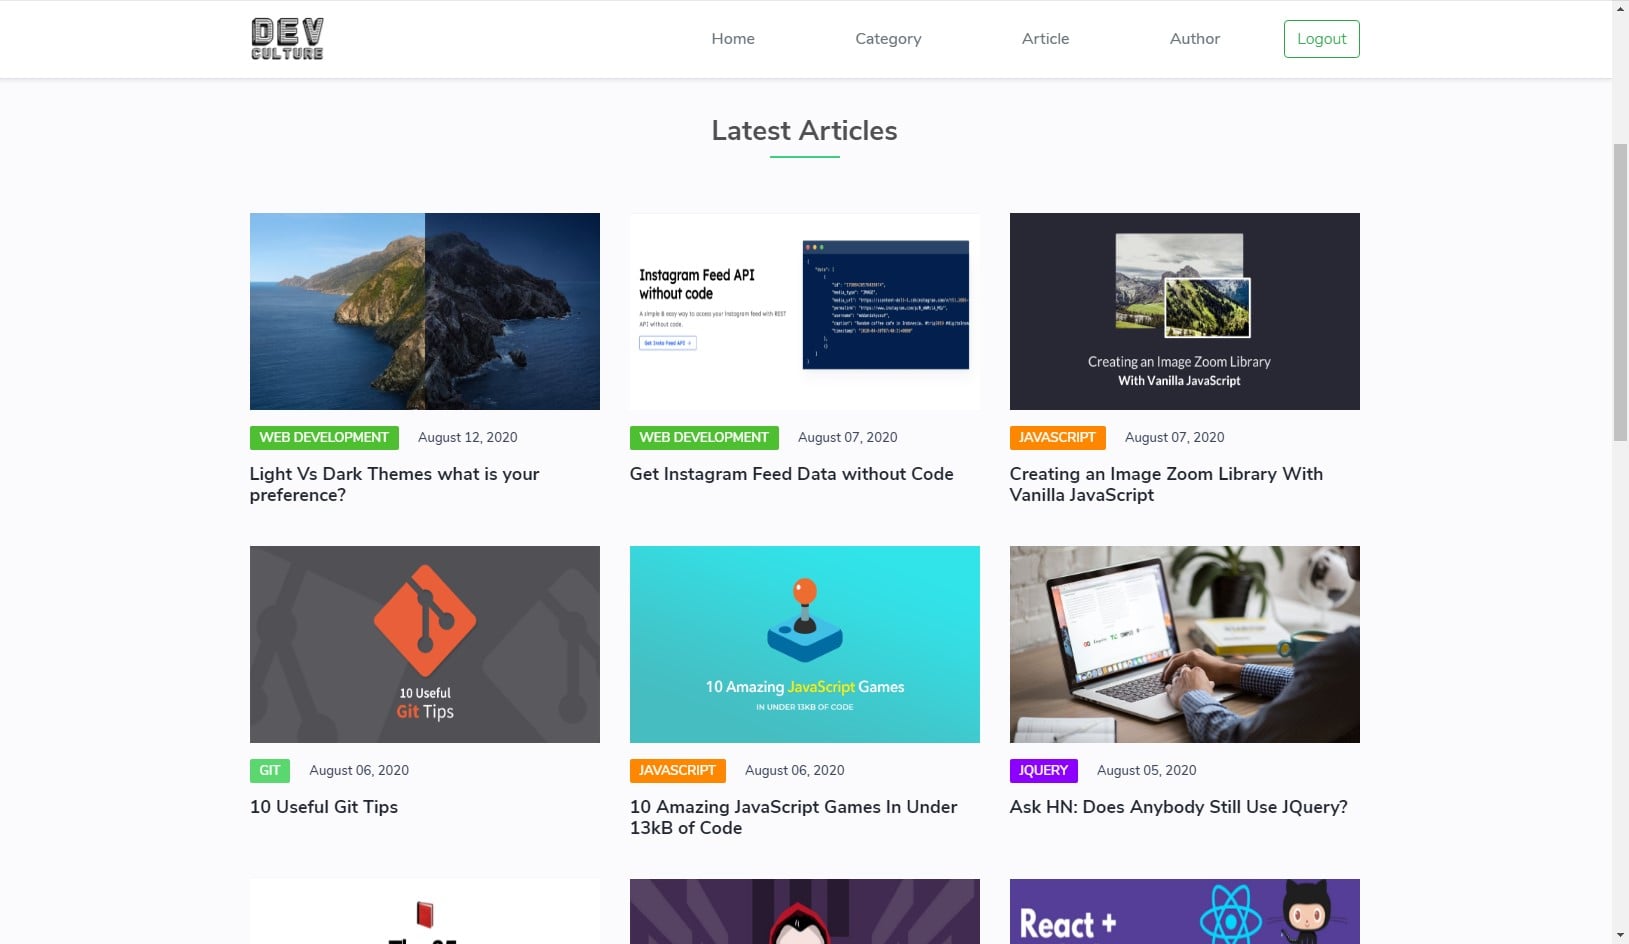 DEV
CULTURE
Home
Category
Article
Author
Logout
Latest Articles
Instagram Feed API
without code
A simple & easy way to access your Instagram feed with REST
API without code.
Get Insta Feed API →
Creating an Image Zoom Library
With Vanilla JavaScript
WEB DEVELOPMENT August 12, 2020
Light Vs Dark Themes what is your
preference?
WEB DEVELOPMENT August 07, 2020
Get Instagram Feed Data without Code
JAVASCRIPT August 07, 2020
Creating an Image Zoom Library With
Vanilla JavaScript
10 Useful
Git Tips
10 Amazing JavaScript Games
IN UNDER 13KB OF CODE
GIT August 06, 2020
10 Useful Git Tips
JAVASCRIPT August 06, 2020
10 Amazing JavaScript Games In Under
13kB of Code
JQUERY August 05, 2020
Ask HN: Does Anybody Still Use JQuery?
React +